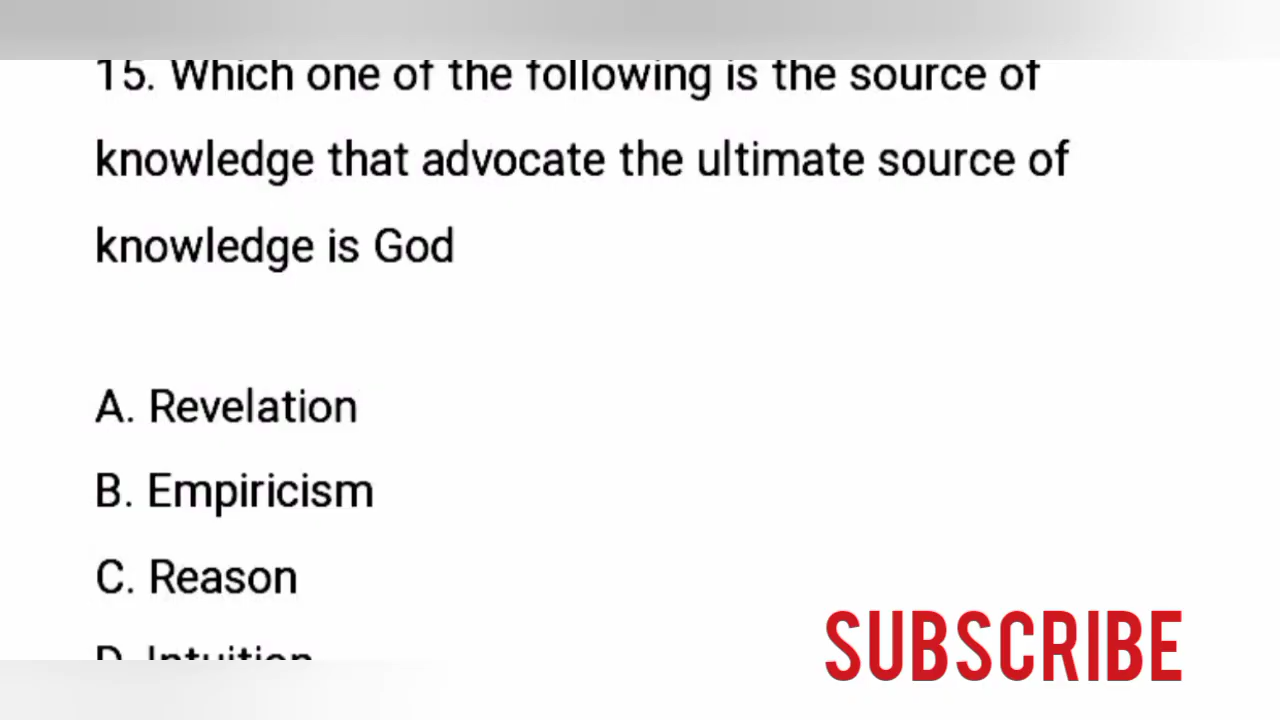 15. Which one of the following is the source of
knowledge that advocate the ultimate source of
knowledge is God
A. Revelation
B. Empiricism
C. Reason
D. Intuition
SUBSCRIBE